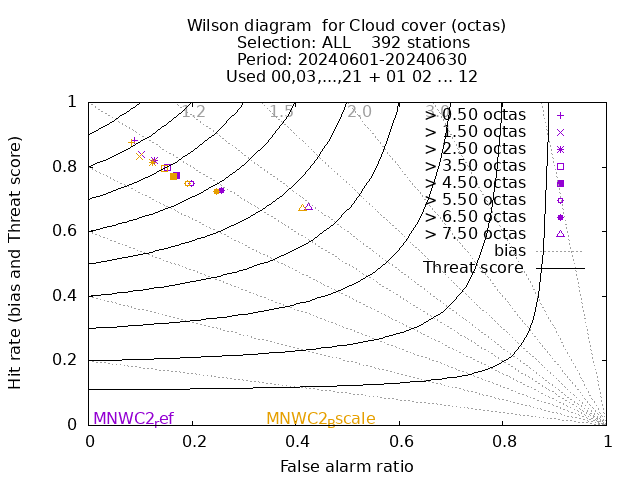 Wilson diagram  for Cloud cover (octas)
Selection: ALL    392 stations
Period: 20240601-20240630
Used 00,03,...,21 + 01 02 ... 12
1.2 1.5 2.0 3.0
> 0.50 octas
> 1.50 octas
> 2.50 octas
> 3.50 octas
> 4.50 octas
> 5.50 octas
> 6.50 octas
> 7.50 octas
bias
Threat score
1
0.8
0.6
0.4
0.2
0
Hit rate (bias and Threat score)
MNWC2ref MNWC2Bscale
0 0.2 0.4 0.6 0.8 1
False alarm ratio